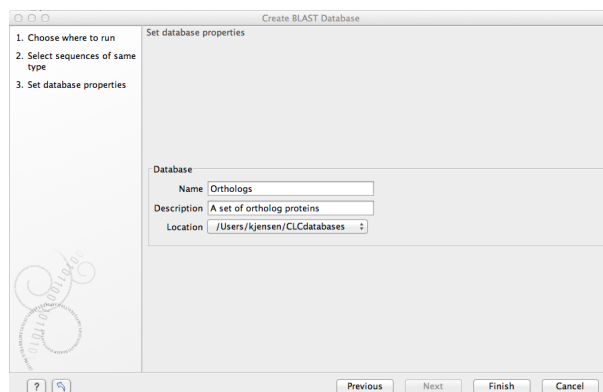 Create BLAST Database
1. Choose where to run
2. Select sequences of same
type
3. Set database properties
Set database properties
Database
Name Orthologs
Description A set of ortholog proteins
Location /Users/kjensen/CLCdatabases
?
Previous
Next
Finish
Cancel